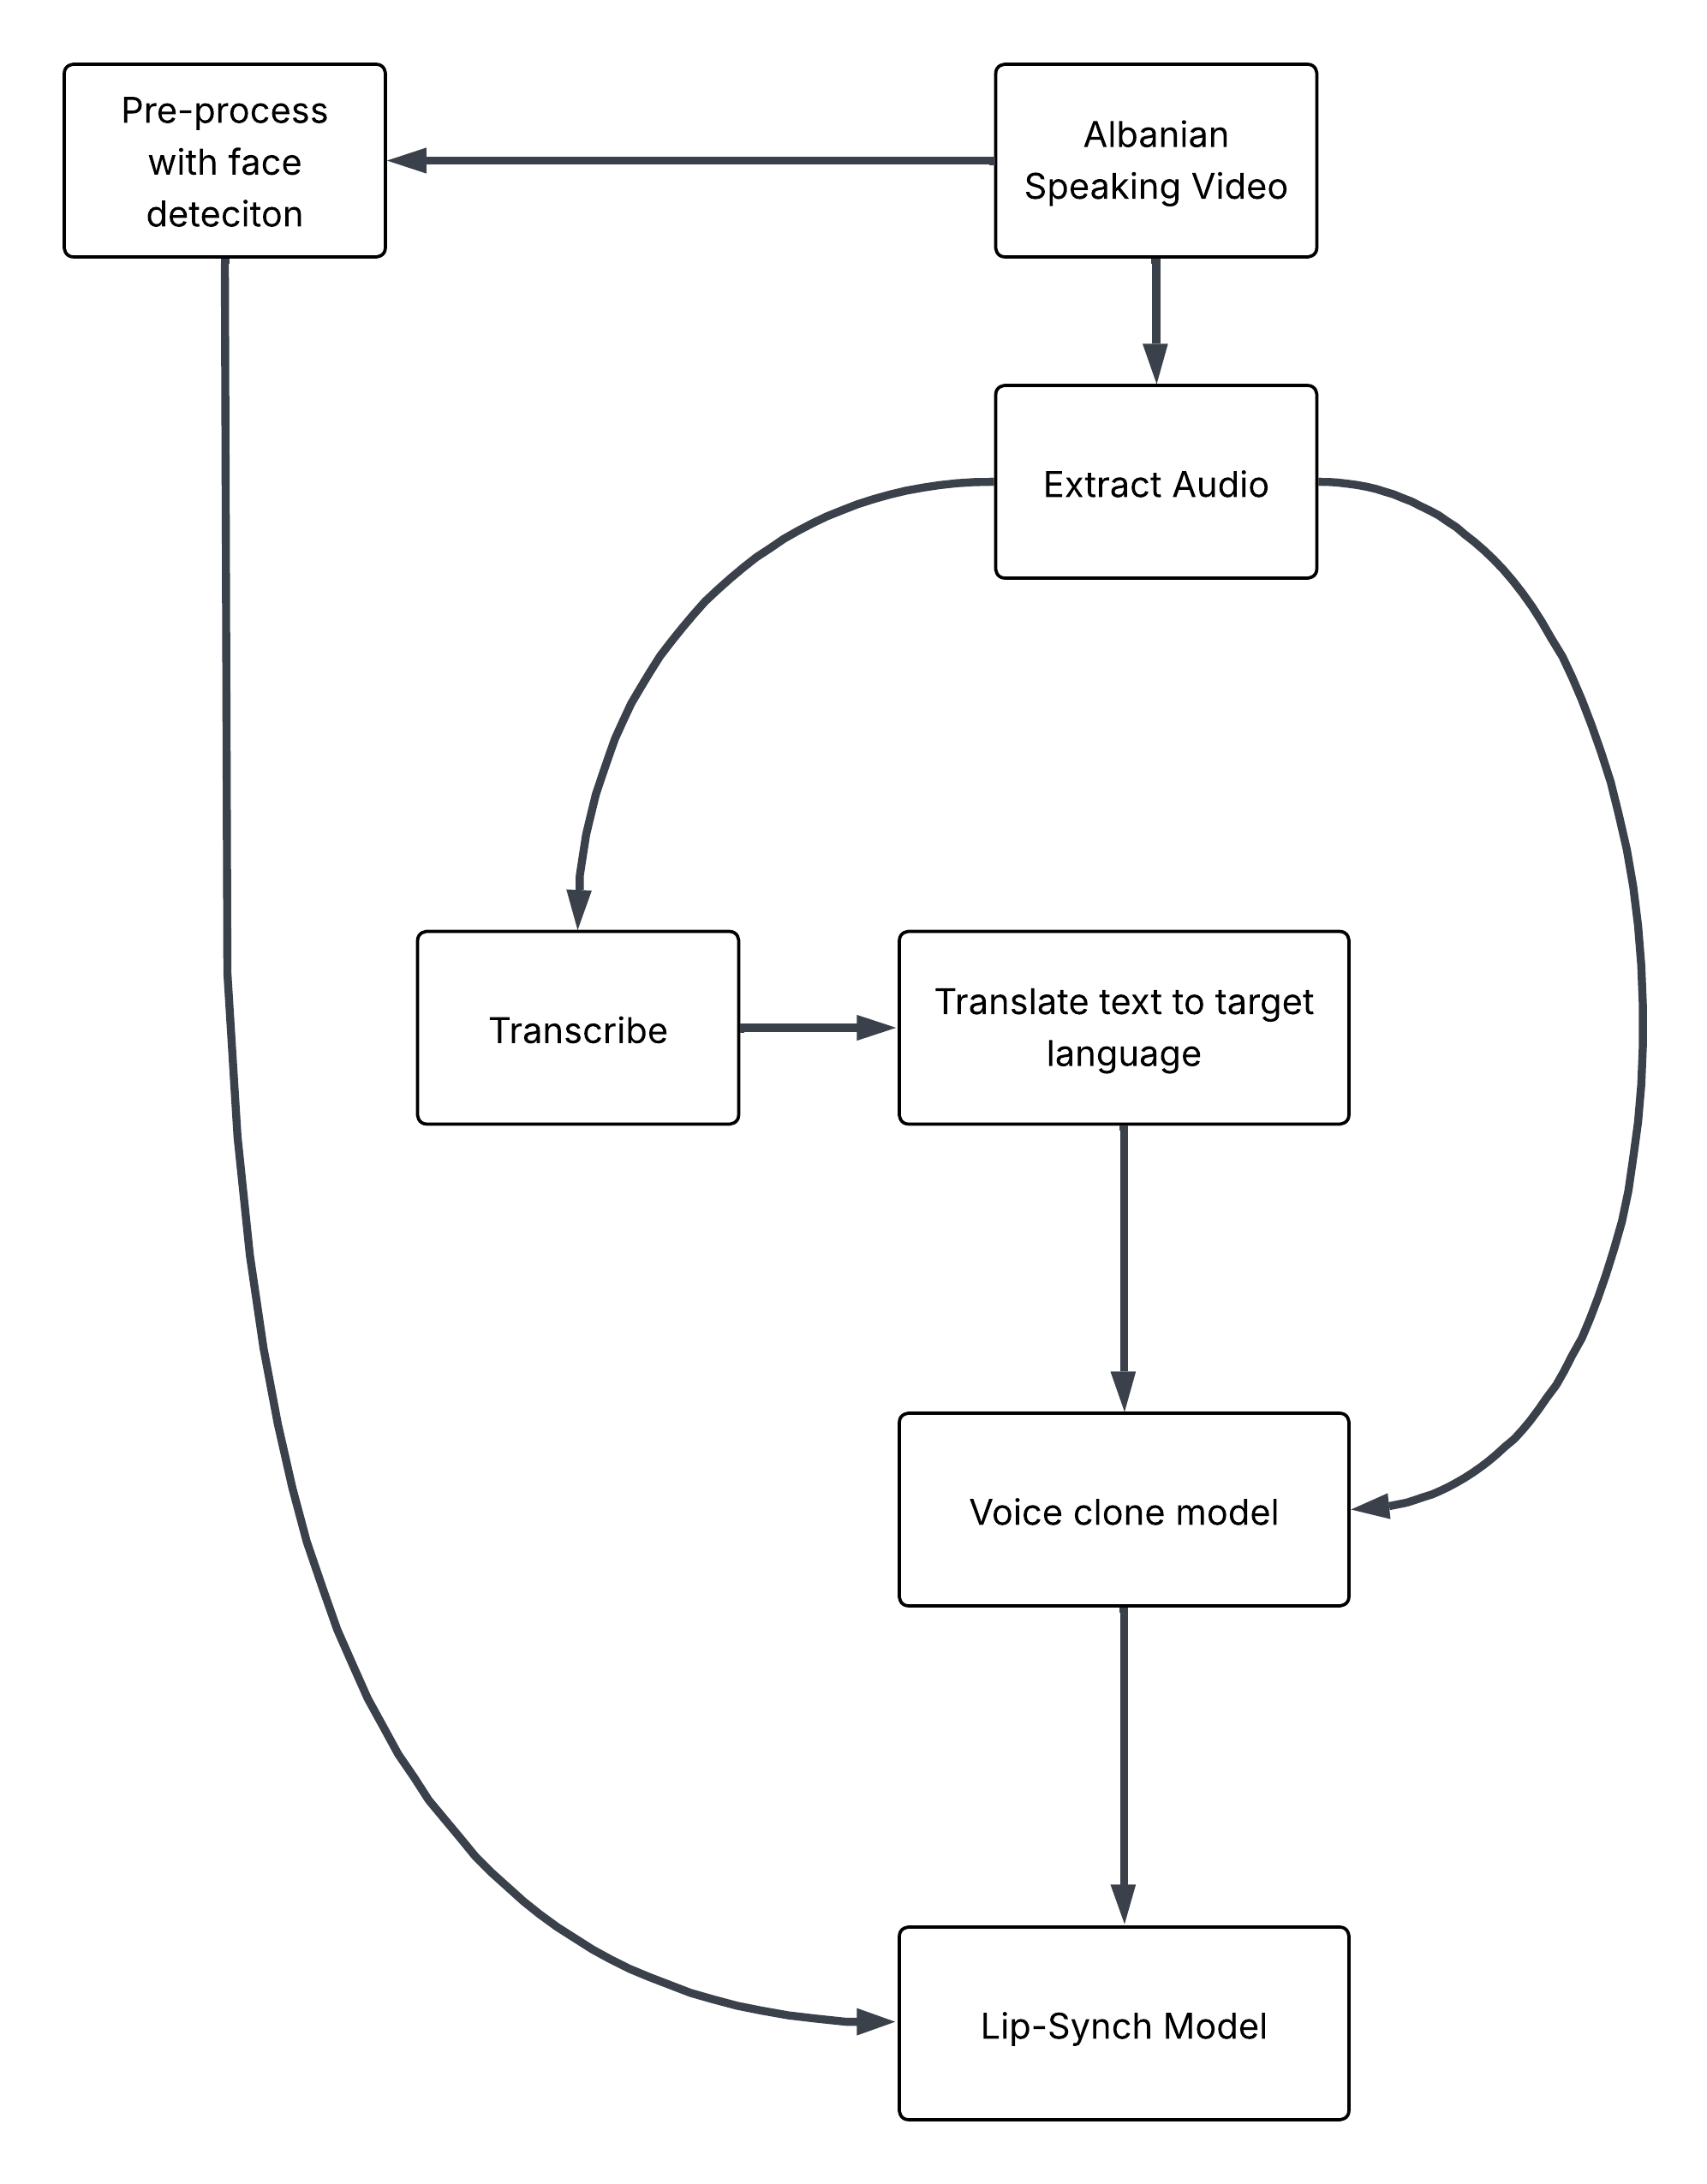 Pre-process
with face
deteciton
Albanian
Speaking Video
Extract Audio
Transcribe
Translate text to target
language
Voice clone model
Lip-Synch Model